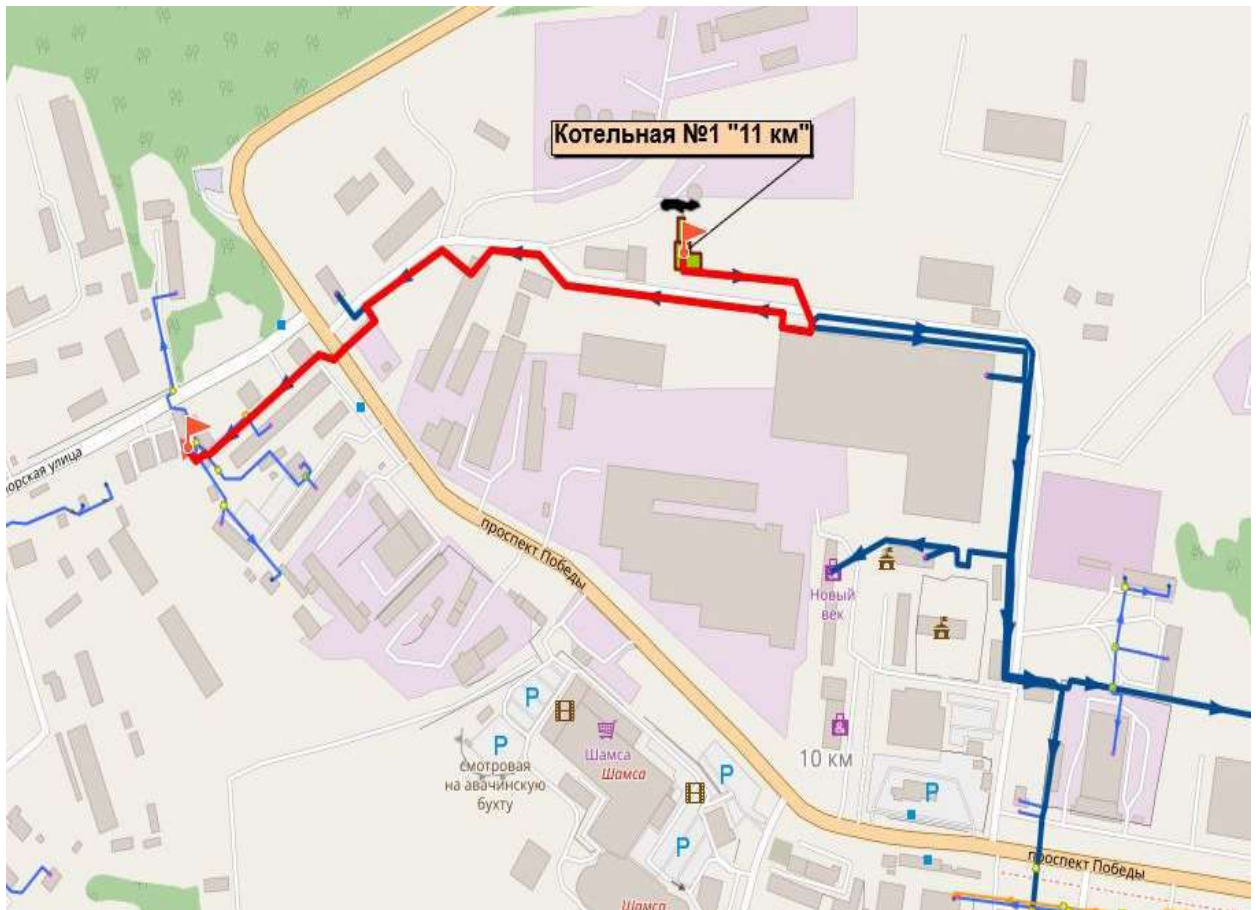 Котельная №1 "11 км"
орская улица
проспект Победы
Новый
век
Р
Р
Шамса
Шамса
смотровая
на авачинскую
бухту
10 км
Р
Р
Р
проспект Победы
Шамса